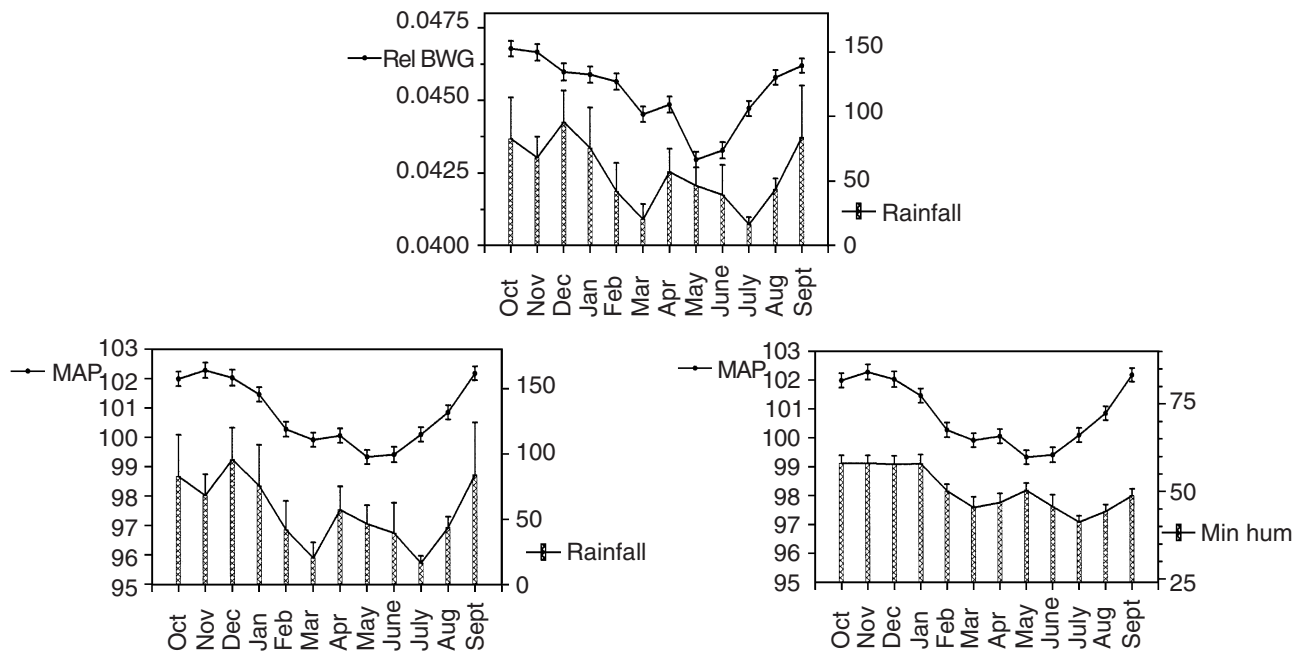 0.0475
Rel BWG
0.0450
0.0425
0.0400
150
100
50
0
Rainfall
Oct
Nov
Dec
Jan
Feb
Mar
Apr
May
June
July
Aug
Sept
103
MAP
102
101
100
99
98
97
96
95
150
100
50
0
Rainfall
Oct
Nov
Dec
Jan
Feb
Mar
Apr
May
June
July
Aug
Sept
103
MAP
102
101
100
99
98
97
96
95
75
50
25
Min hum
Oct
Nov
Dec
Jan
Feb
Mar
Apr
May
June
July
Aug
Sept